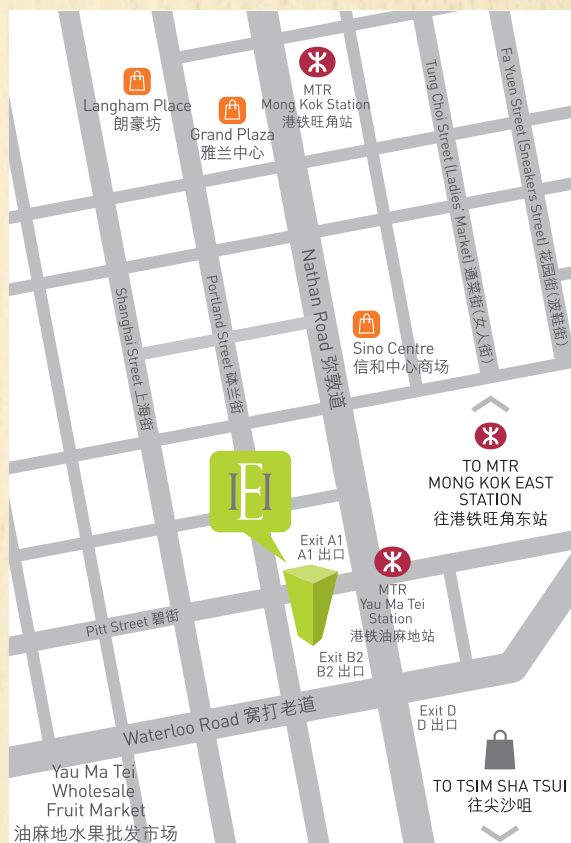 Langham Place
朗豪坊
Grand Plaza
雅兰中心
MTR
Mong Kok Station
港铁旺角站
Tung Choi Street (Ladies' Market) 通菜街(女人街)
Fa Yuen Street (Sneakers Street) 花园街(波鞋街)
Shanghai Street 上海街
Portland Street 砵兰街
Nathan Road 弥敦道
Sino Centre
信和中心商场
TO MTR
MONG KOK EAST
STATION
往港铁旺角东站
IEI
Exit A1
A1 出口
MTR
Yau Ma Tei
Station
港铁油麻地站
Pitt Street 碧街
Exit B2
B2 出口
Waterloo Road 窝打老道
Exit D
D 出口
Yau Ma Tei
Wholesale
Fruit Market
油麻地水果批发市场
TO TSIM SHA TSUI
往尖沙咀